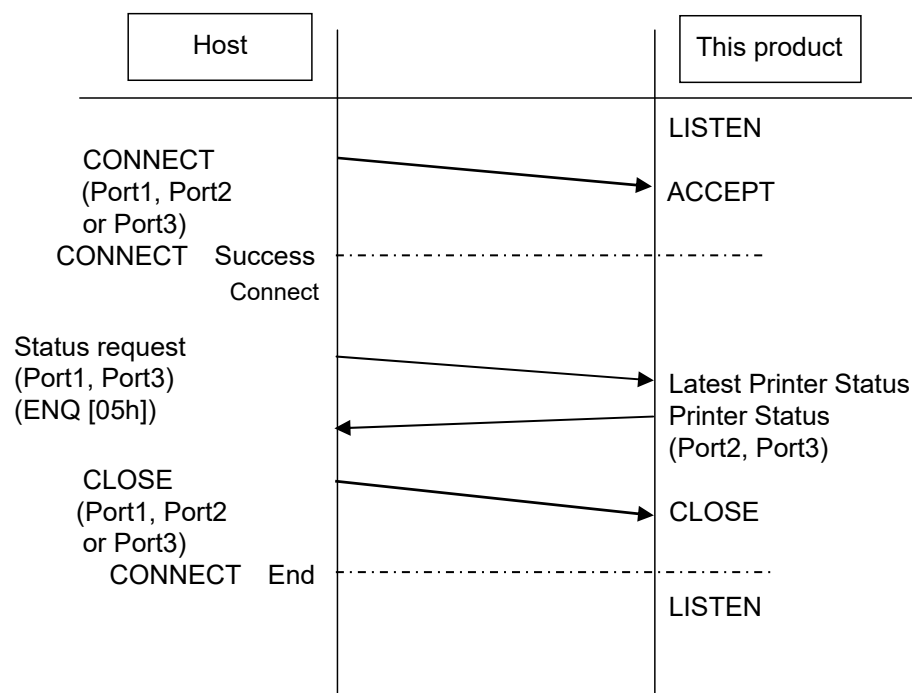 Host
This product
LISTEN
CONNECT
(Port1, Port2
or Port3)
ACCEPT
CONNECT Success
Connect
Status request
(Port1, Port3)
(ENQ [05h])
Latest Printer Status
Printer Status
(Port2, Port3)
CLOSE
(Port1, Port2
or Port3)
CLOSE
CONNECT End
LISTEN